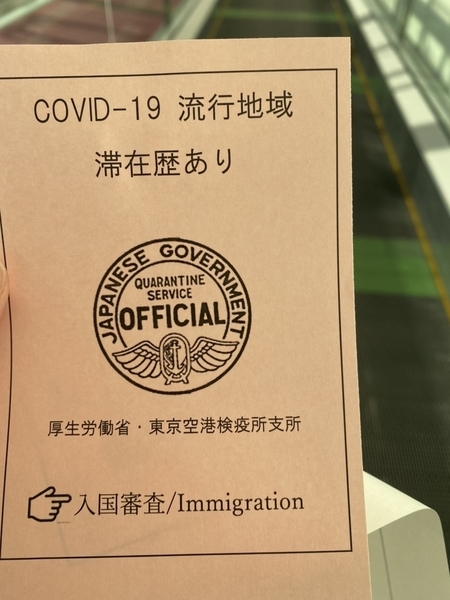 COVID-19 流行地域
滞在歴あり
JAPANESE GOVERNMENT
QUARANTINE
SERVICE
OFFICIAL
厚生労働省・東京空港検疫所支所
入国審査/Immigration